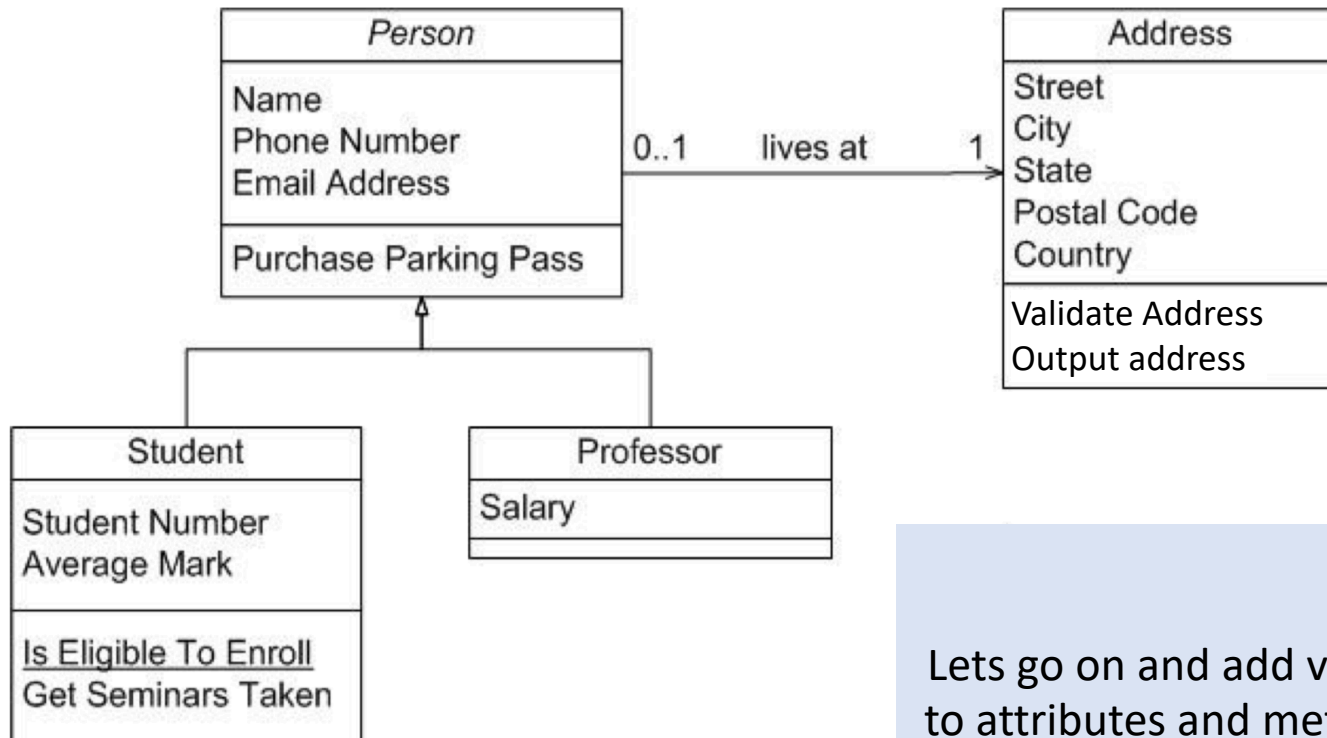 Person
Name
Phone Number
Email Address
Purchase Parking Pass
0..1 lives at 1
Address
Street
City
State
Postal Code
Country
Validate Address
Output address
Student
Student Number
Average Mark
Is Eligible To Enroll
Get Seminars Taken
Professor
Salary
Lets go on and add
to attributes and